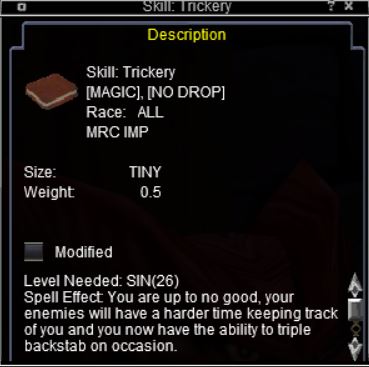 Skill: Trickery
Description
Skill: Trickery
[MAGIC], [NO DROP]
Race: ALL
MRC IMP
Size: TINY
Weight: 0.5
Modified
Level Needed: SIN(26)
Spell Effect: You are up to no good, your
enemies will have a harder time keeping track
of you and you now have the ability to triple
backstab on occasion.